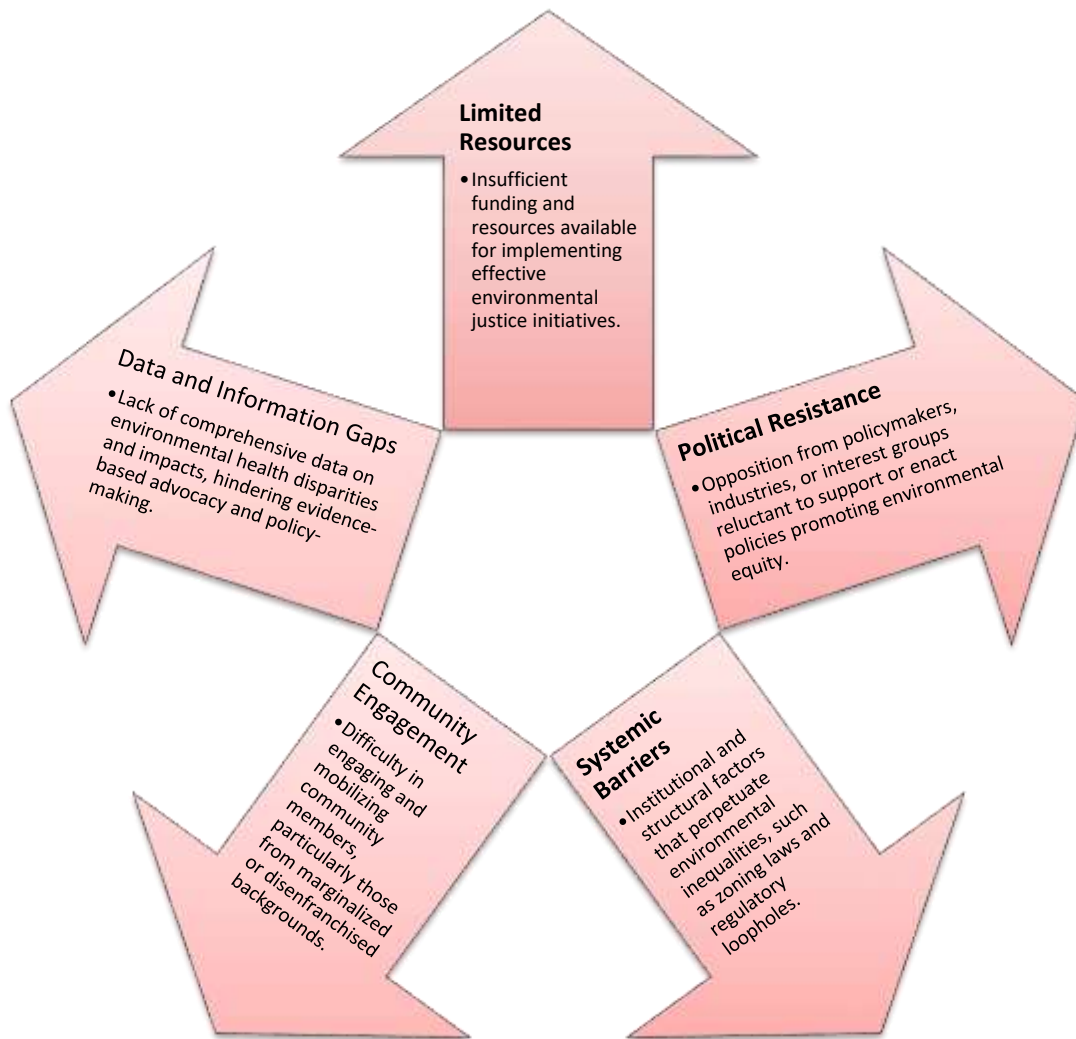 Limited
Resources
•Insufficient
funding and
resources available
for implementing
effective
environmental
justice initiatives.
Political Resistance
•Opposition from policymakers,
industries, or interest groups
reluctant to support or enact
policies promoting environmental
equity.
Systemic
Barriers
•Institutional and
structural factors
that perpetuate
environmental
inequalities, such
as zoning laws and
regulatory
loopholes.
Community
Engagement
•Difficulty in
engaging and
mobilizing
community
members,
particularly those
from marginalized
or disenfranchised
backgrounds.
Data and Information Gaps
•Lack of comprehensive data on
environmental health disparities
and impacts, hindering evidence-
based advocacy and policy-
making.